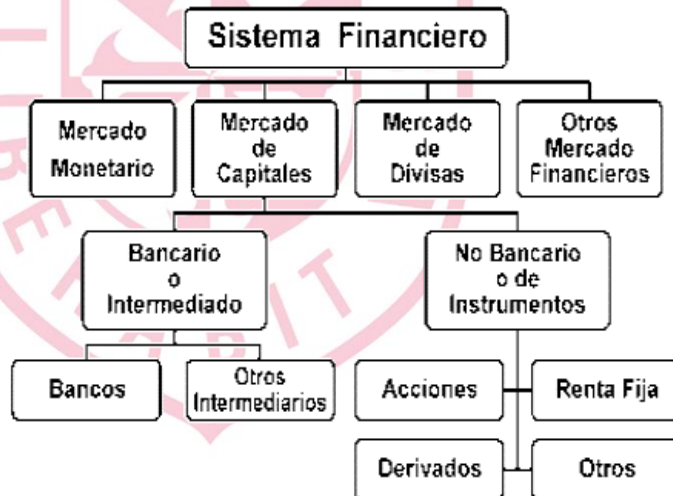 Sistema Financiero
Mercado
Monetario
Mercado
de
Capitales
Mercado
de
Divisas
Otros
Mercado
Financieros
Bancario
o
Intermediado
No Bancario
o de
Instrumentos
Bancos
Otros
Intermediarios
Acciones
Renta Fija
Derivados
Otros